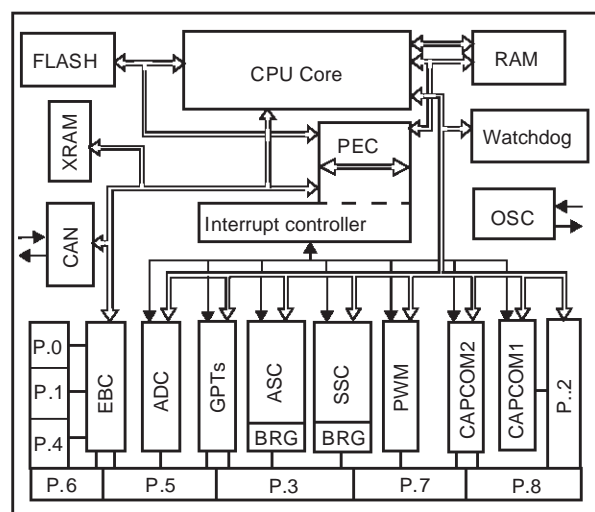 FLASH
CPU Core
RAM
XRAM
PEC
Watchdog
CAN
Interrupt controller
OSC
P.0
P.1
P.4
EBC
ADC
GPTs
ASC
BRG
SSC
BRG
PWM
CAPCOM2
CAPCOM1
P..2
P.6
P.5
P.3
P.7
P.8